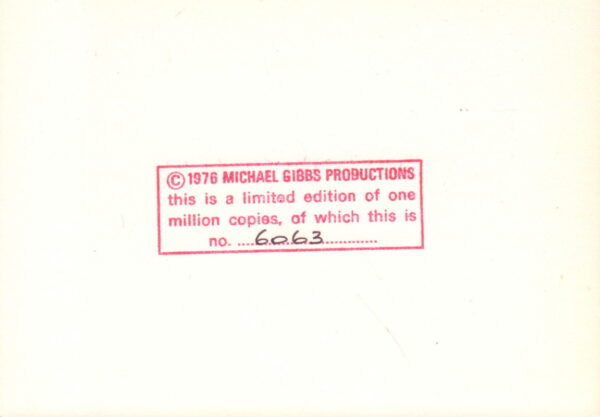 ©1976 MICHAEL GIBBS PRODUCTIONS
this is a limited edition of one
million copies, of which this is
no. ....6063.............